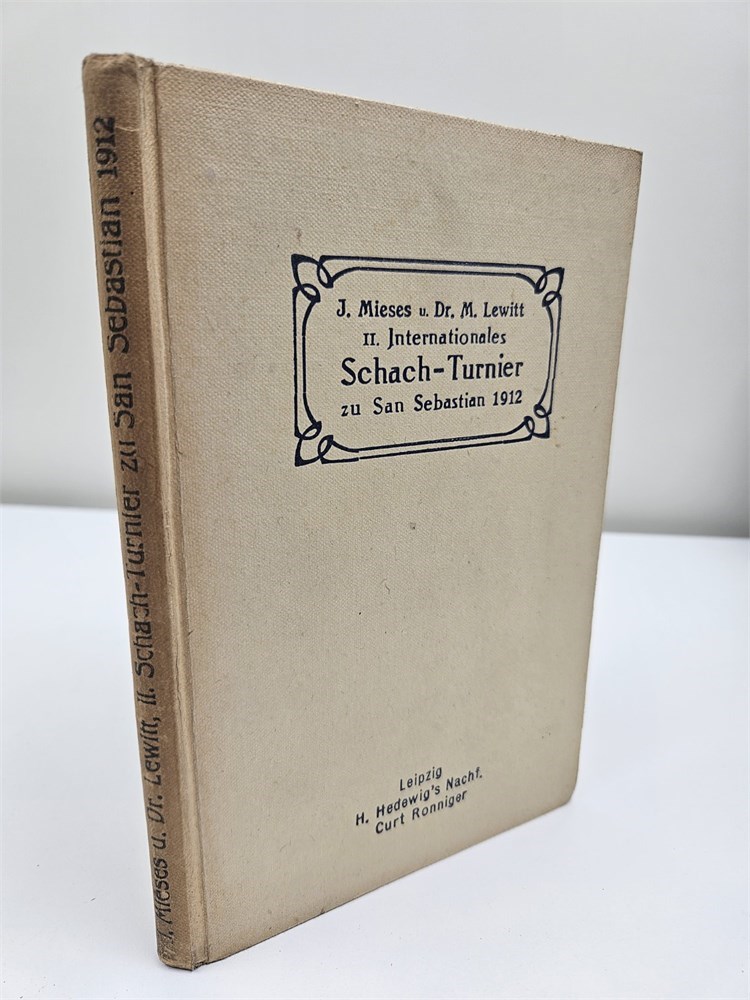 J. Mieses u. Dr. M. Lewitt
II. Internationales
Schach-Turnier
zu San Sebastian 1912
Leipzig
H. Hedewig's Nachf.
Curt Ronniger
J. Mieses u. Dr. Lewitt, II. Schach-Turnier zu San Sebastian 1912